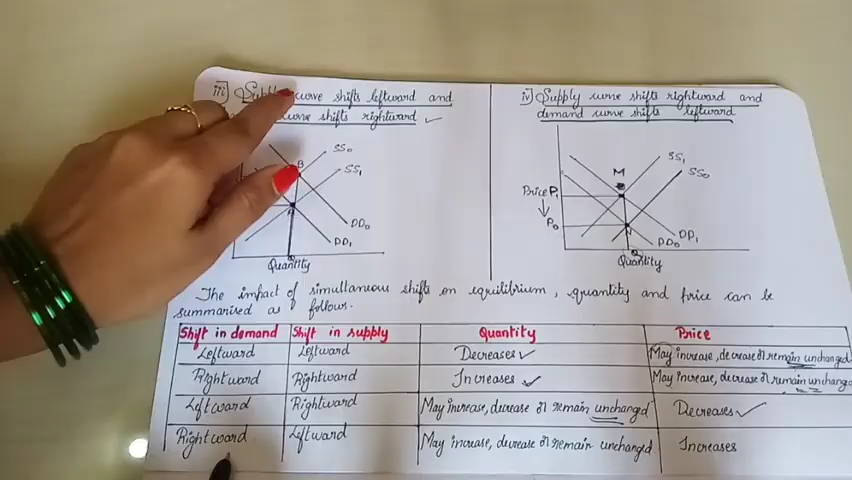 iii) Supply curve shifts leftward and
curve shifts rightward
SS0
SS1
B
A
DD0
DD1
Quantity
iv) Supply curve shifts rightward and
demand curve shifts leftward
SS1
SS0
M
Price P1
P0
N
DD0
DD1
Quantity
The impact of simultaneous shifts on equilibrium, quantity and price can be
summarised as follows.
Shift in demand Shift in supply Quantity Price
Leftward Leftward Decreases May increase, decrease or remain unchanged
Rightward Rightward Increases May increase, decrease or remain unchanged
Leftward Rightward May increase, decrease or remain unchanged Decreases
Rightward Leftward May increase, decrease or remain unchanged Increases